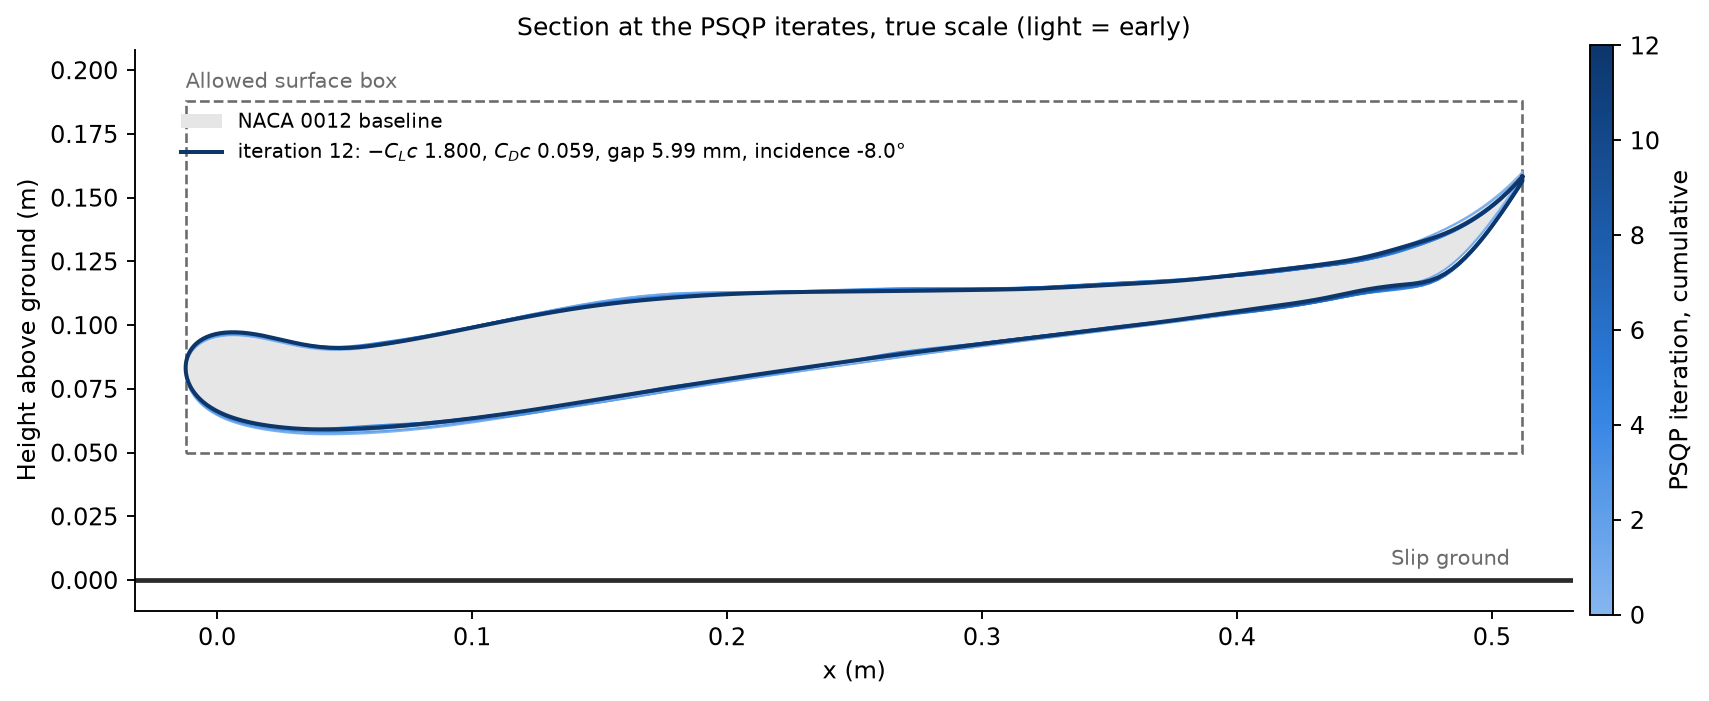 Section at the PSQP iterates, true scale (light = early)
Allowed surface box
NACA 0012 baseline
iteration 12: −C_L c 1.800, C_D c 0.059, gap 5.99 mm, incidence -8.0°
Slip ground
Height above ground (m)
0.200
0.175
0.150
0.125
0.100
0.075
0.050
0.025
0.000
0.0 0.1 0.2 0.3 0.4 0.5
x (m)
12
10
8
6
4
2
0
PSQP iteration, cumulative